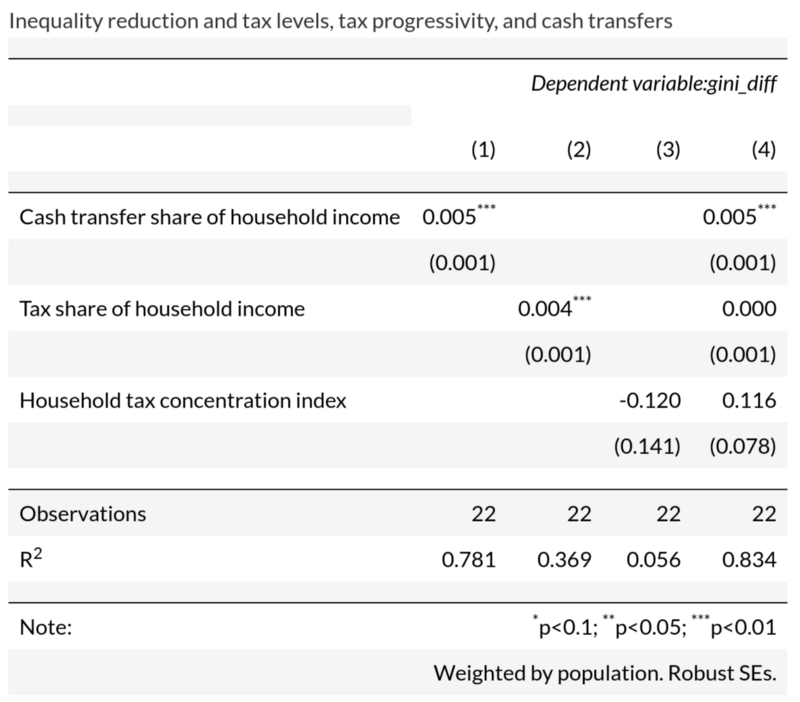 Inequality reduction and tax levels, tax progressivity, and cash transfers
Dependent variable:gini_diff
(1) (2) (3) (4)
Cash transfer share of household income 0.005*** 0.005***
(0.001) (0.001)
Tax share of household income 0.004*** 0.000
(0.001) (0.001)
Household tax concentration index -0.120 0.116
(0.141) (0.078)
Observations 22 22 22 22
R² 0.781 0.369 0.056 0.834
Note: *p<0.1; **p<0.05; ***p<0.01
Weighted by population. Robust SEs.